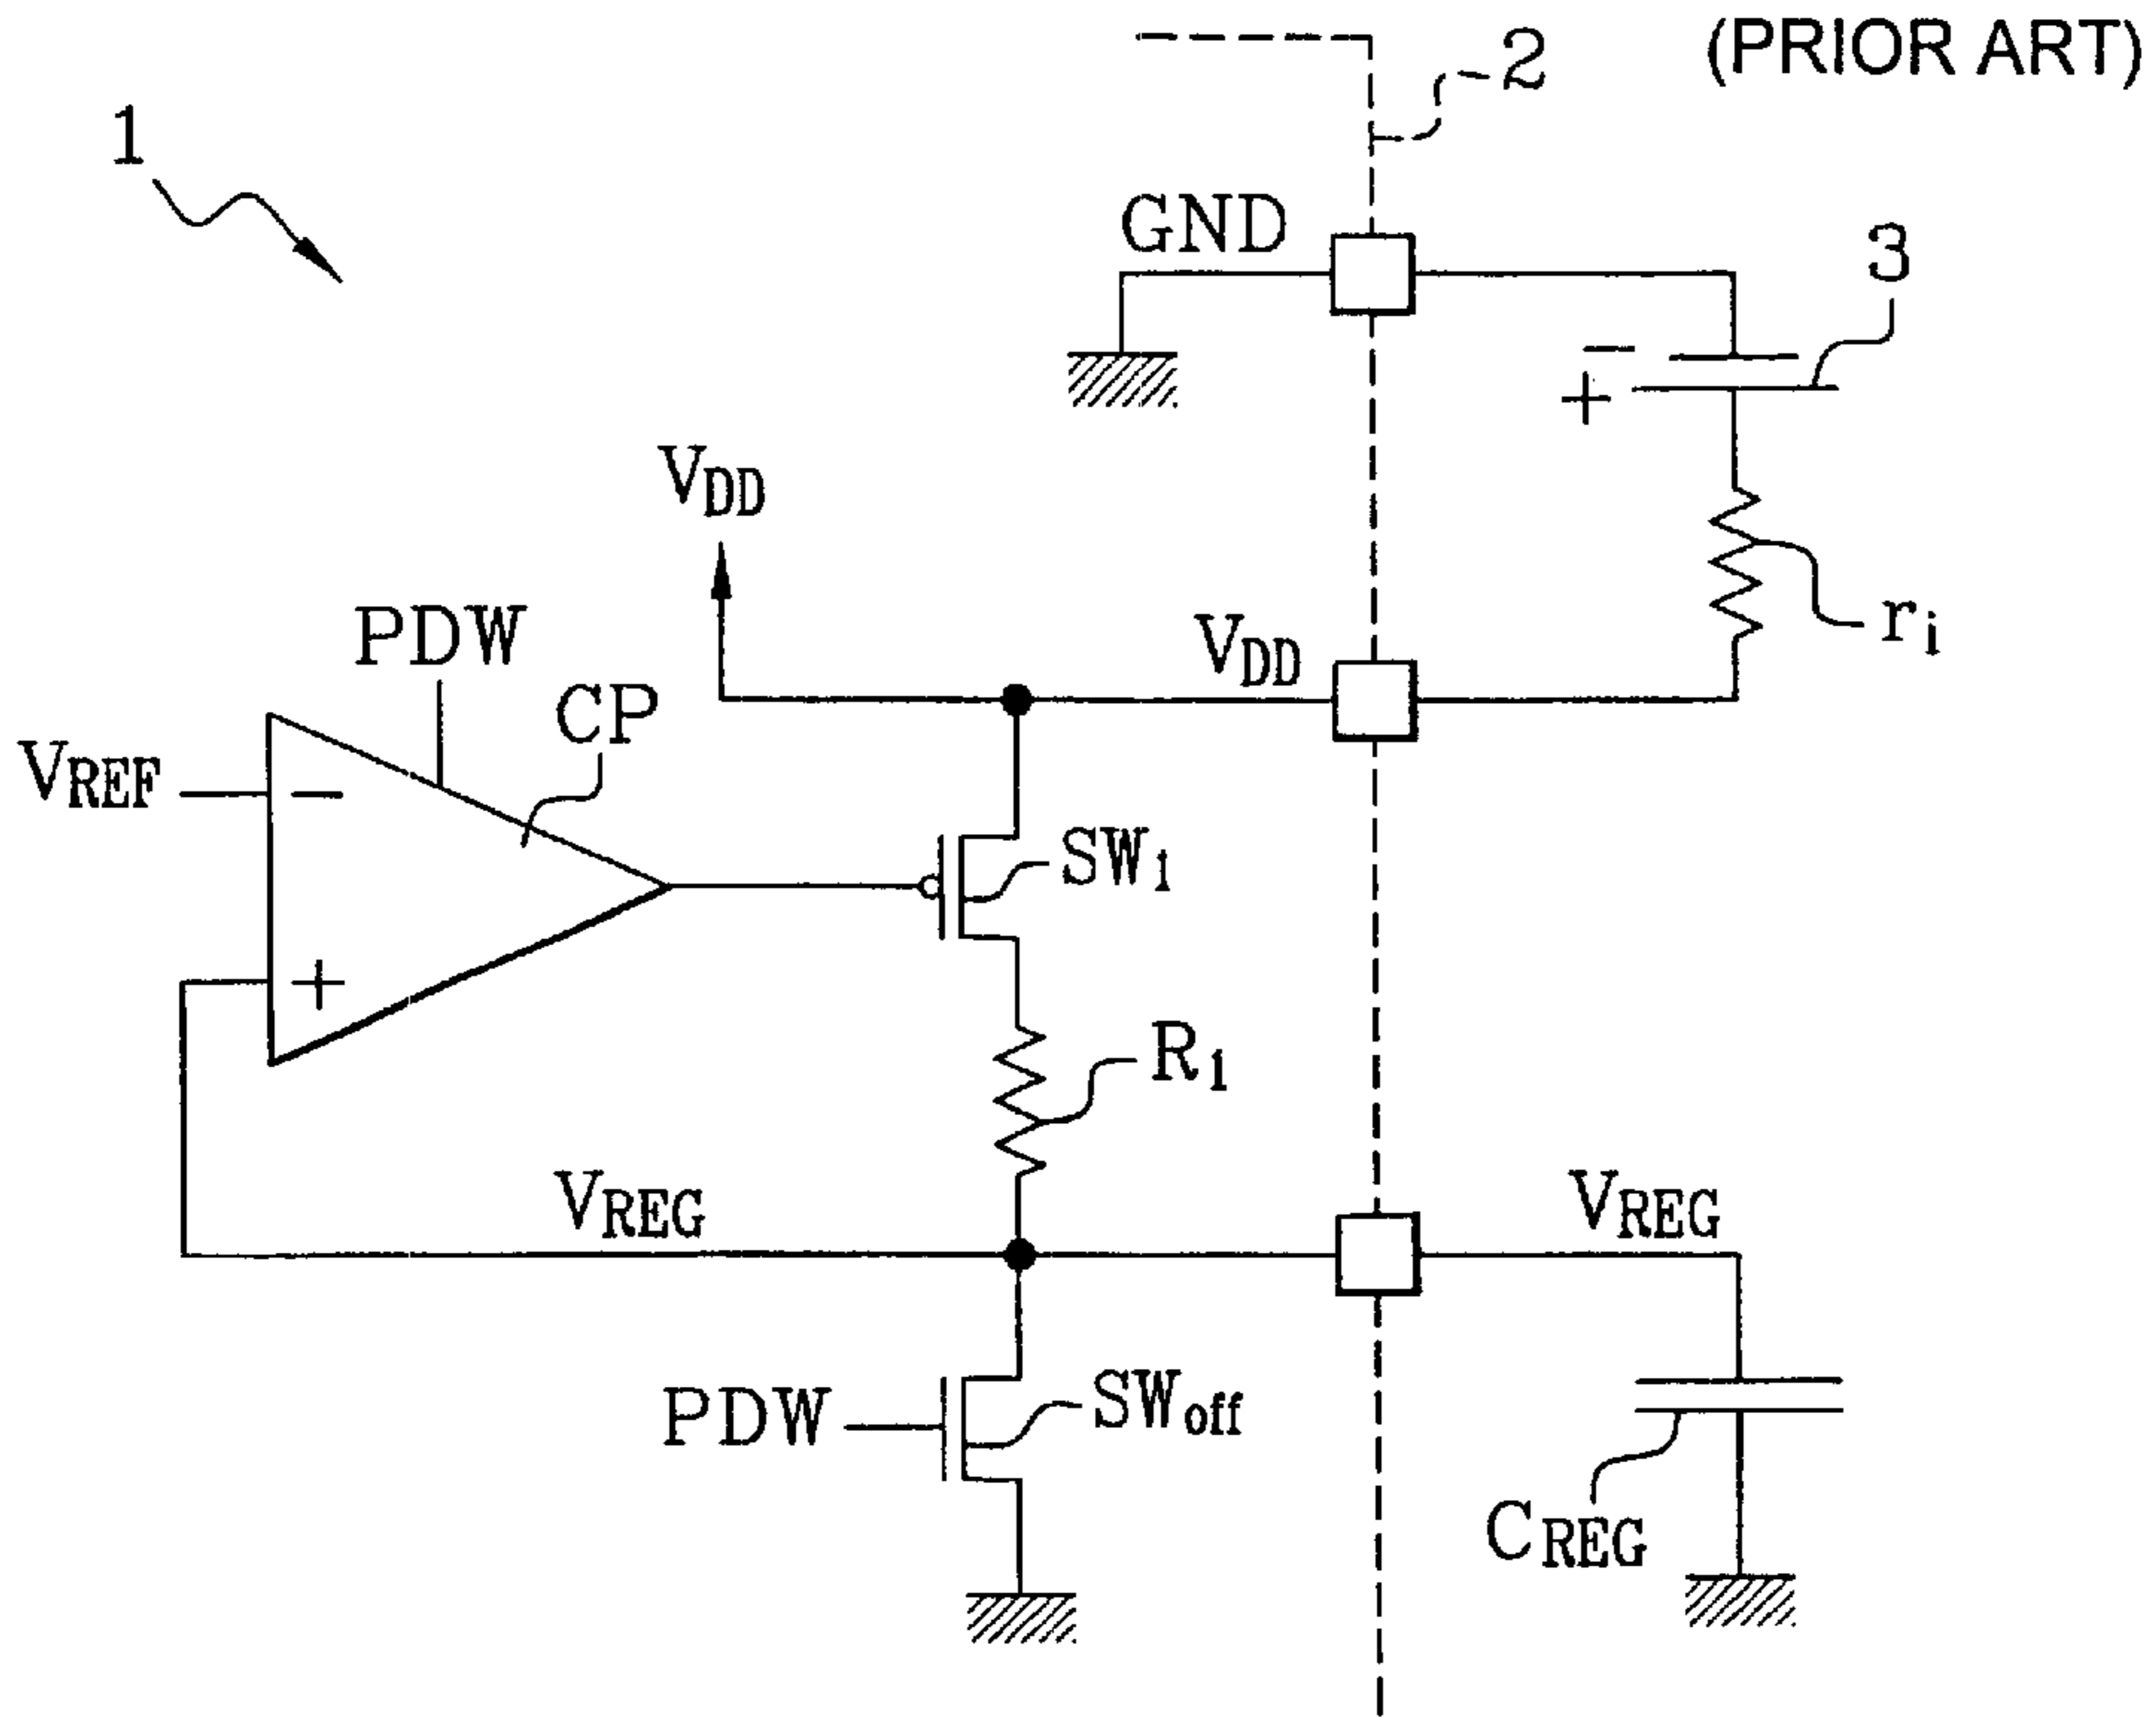 (PRIOR ART)
2
1
GND
3
−
+
VDD
ri
PDW
VDD
CP
VREF
−
SW1
+
R1
VREG
VREG
PDW
SWoff
CREG